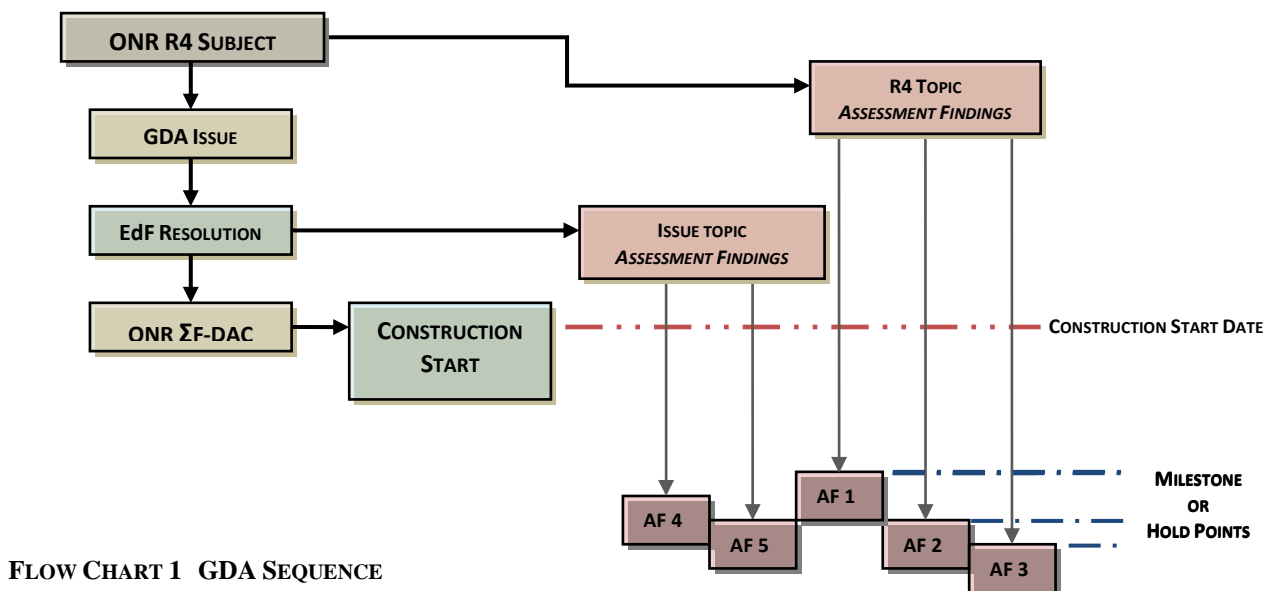 ONR R4 SUBJECT
R4 TOPIC
ASSESSMENT FINDINGS
GDA ISSUE
EDF RESOLUTION
ISSUE TOPIC
ASSESSMENT FINDINGS
ONR ΣF-DAC
CONSTRUCTION
START
CONSTRUCTION START DATE
AF 1
AF 4
AF 5
AF 2
AF 3
MILESTONE
OR
HOLD POINTS
FLOW CHART 1 GDA SEQUENCE